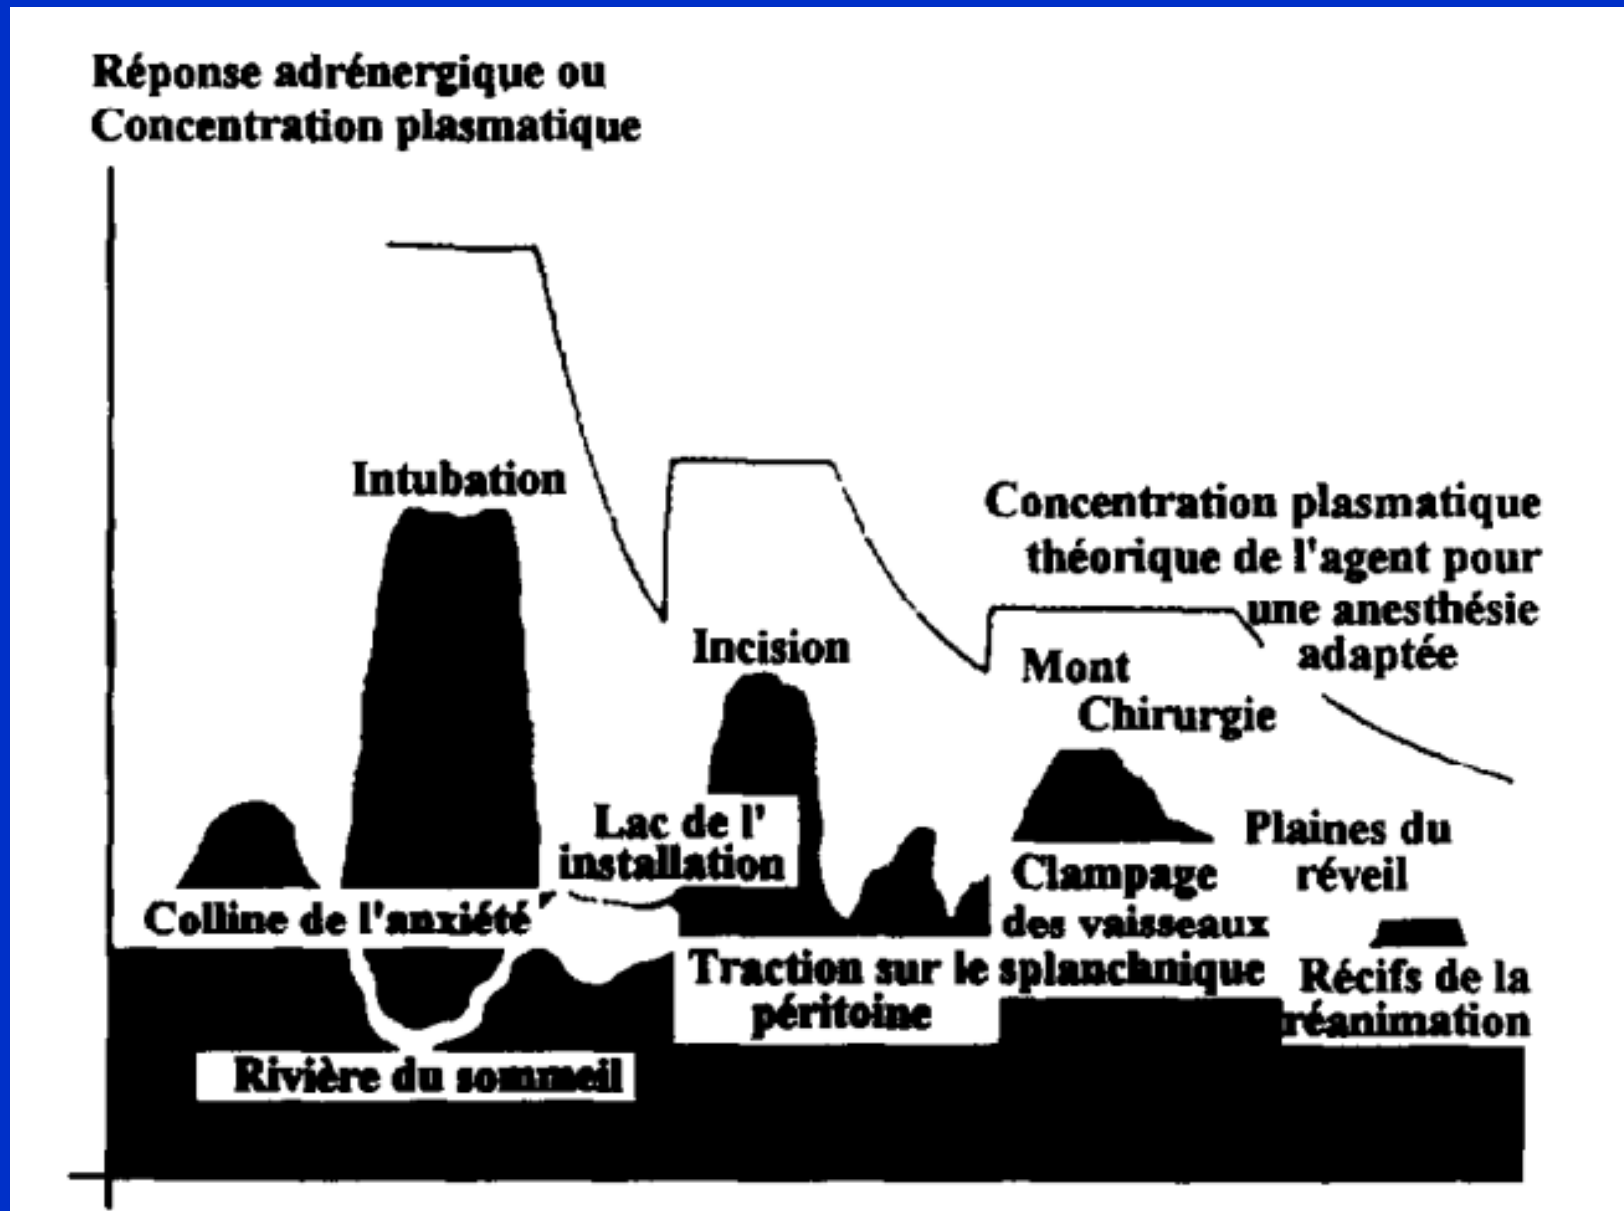 Réponse adrénergique ou
Concentration plasmatique
Intubation
Concentration plasmatique
théorique de l'agent pour
une anesthésie
adaptée
Incision
Mont
Chirurgie
Lac de l'
installation
Plaines du
réveil
Colline de l'anxiété
Clampage
des vaisseaux
Traction sur le splanchnique
péritoine
Récifs de la
réanimation
Rivière du sommeil